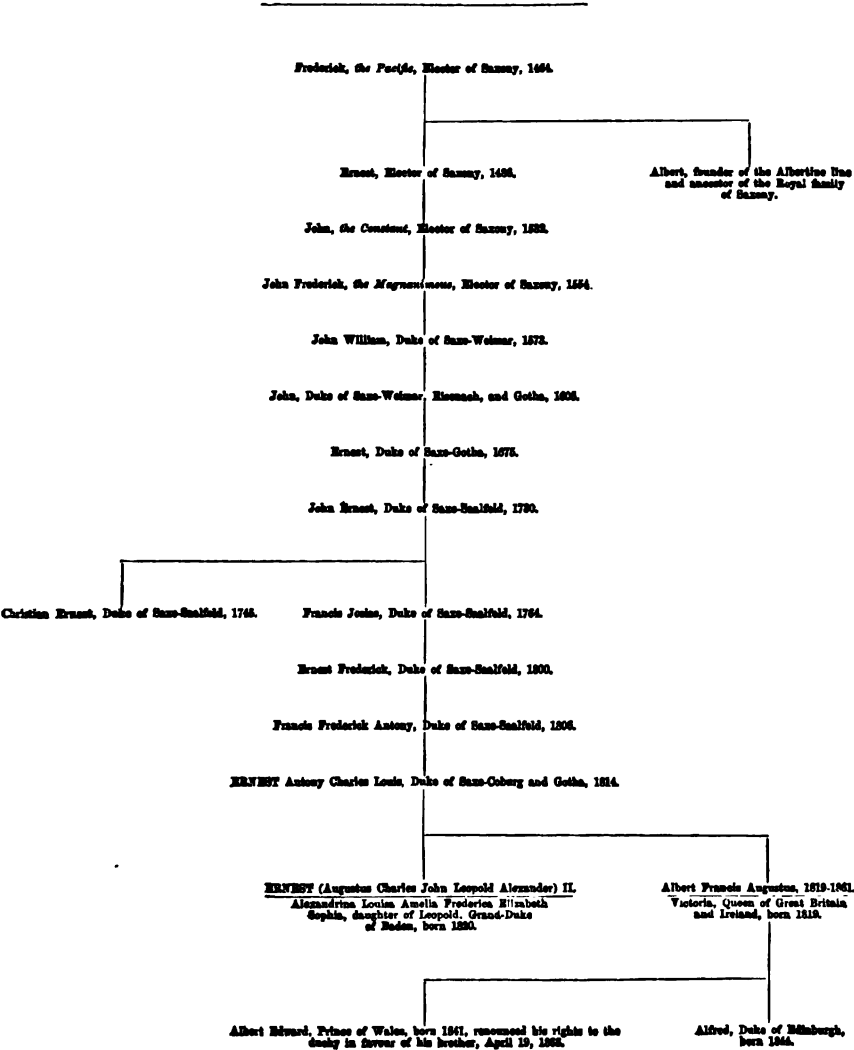 Frederick, the Pacific, Elector of Saxony, 1464.
Ernest, Elector of Saxony, 1486.
Albert, founder of the Albertine line
and ancestor of the Royal family
of Saxony.
John, the Constant, Elector of Saxony, 1532.
John Frederick, the Magnanimous, Elector of Saxony, 1554.
John William, Duke of Saxe-Weimar, 1573.
John, Duke of Saxe-Weimar, Eisenach, and Gotha, 1605.
Ernest, Duke of Saxe-Gotha, 1675.
John Ernest, Duke of Saxe-Saalfeld, 1730.
Christian Ernest, Duke of Saxe-Saalfeld, 1745.
Francis Josias, Duke of Saxe-Saalfeld, 1764.
Ernest Frederick, Duke of Saxe-Saalfeld, 1800.
Francis Frederick Antony, Duke of Saxe-Saalfeld, 1806.
ERNEST Antony Charles Louis, Duke of Saxe-Coburg and Gotha, 1814.
ERNEST (Augustus Charles John Leopold Alexander) II.
Alexandrina Louisa Amelia Frederica Elizabeth
Sophia, daughter of Leopold, Grand-Duke
of Baden, born 1820.
Albert Francis Augustus, 1819-1861.
Victoria, Queen of Great Britain
and Ireland, born 1819.
Albert Edward, Prince of Wales, born 1841, renounced his rights to the
duchy in favour of his brother, April 19, 1863.
Alfred, Duke of Edinburgh,
born 1844.